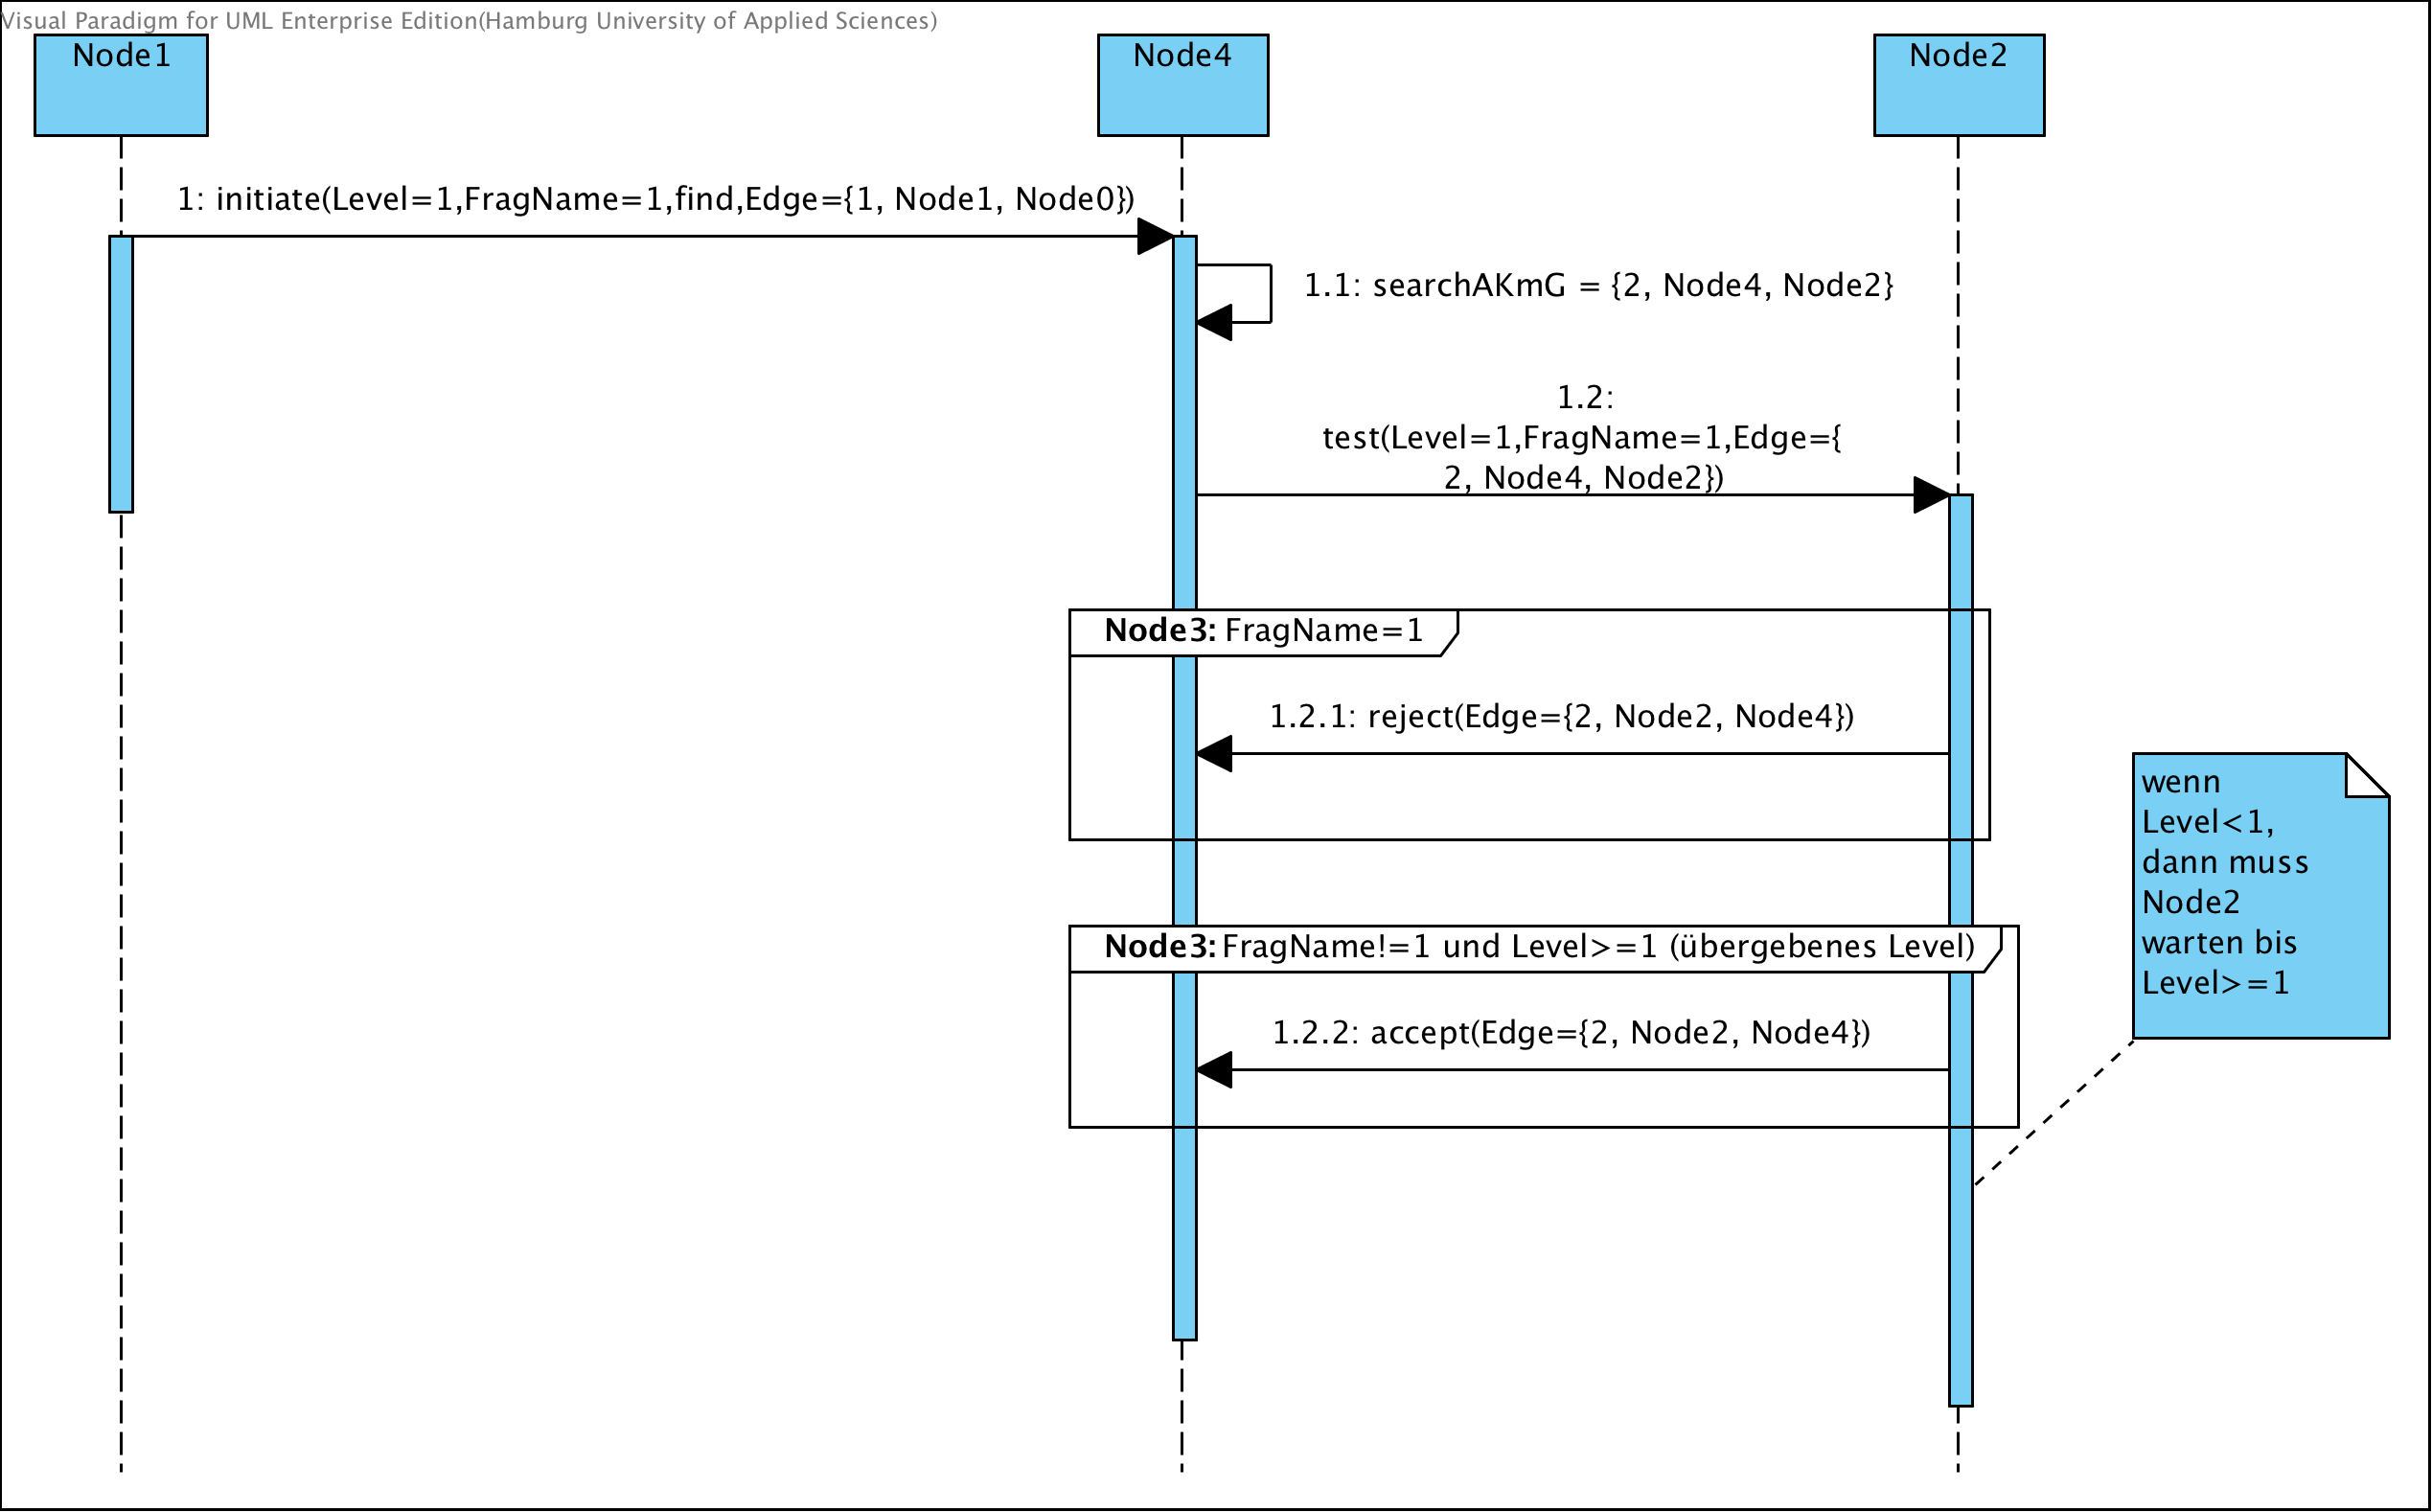 Visual Paradigm for UML Enterprise Edition(Hamburg University of Applied Sciences)
Node1
Node4
Node2
1: initiate(Level=1,FragName=1,find,Edge={1, Node1, Node0})
1.1: searchAKmG = {2, Node4, Node2}
1.2:
test(Level=1,FragName=1,Edge={
2, Node4, Node2})
Node3: FragName=1
1.2.1: reject(Edge={2, Node2, Node4})
wenn
Level<1,
dann muss
Node2
warten bis
Level>=1
Node3: FragName!=1 und Level>=1 (übergebenes Level)
1.2.2: accept(Edge={2, Node2, Node4})